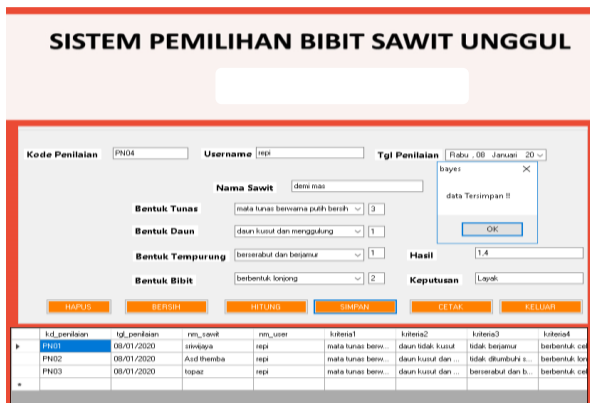 SISTEM PEMILIHAN BIBIT SAWIT UNGGUL
Kode Penilaian PN04 Username repi Tgl Penilaian Rabu , 08 Januari 20
bayes
Nama Sawit demi mas
data Tersimpan !!
Bentuk Tunas mata tunas berwarna putih bersih 3
OK
Bentuk Daun daun kusut dan menggulung 1
Bentuk Tempurung berserabut dan berjamur 1 Hasil 1,4
Bentuk Bibit berbentuk lonjong 2 Keputusan Layak
HAPUS BERSIH HITUNG SIMPAN CETAK KELUAR
kd_penilaian tgl_penilaian nm_sawit nm_user kriteria1 kriteria2 kriteria3 kriteria4
PN01 08/01/2020 sriwijaya repi mata tunas berw... daun tidak kusut tidak berjamur berbentuk cel
PN02 08/01/2020 Asd themba repi mata tunas berw... daun kusut dan ... tidak ditumbuhi s... berbentuk lon
PN03 08/01/2020 topaz repi mata tunas berw... daun kusut dan ... berserabut dan b... berbentuk cel